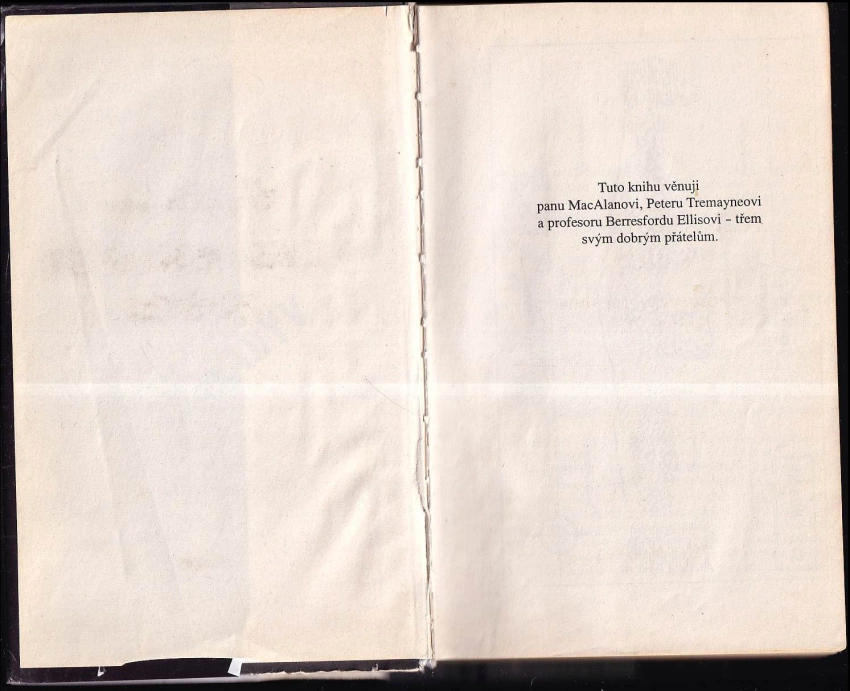 Tuto knihu věnuji
panu MacAlanovi, Peteru Tremayneovi
a profesoru Berresfordu Ellisovi – třem
svým dobrým přátelům.